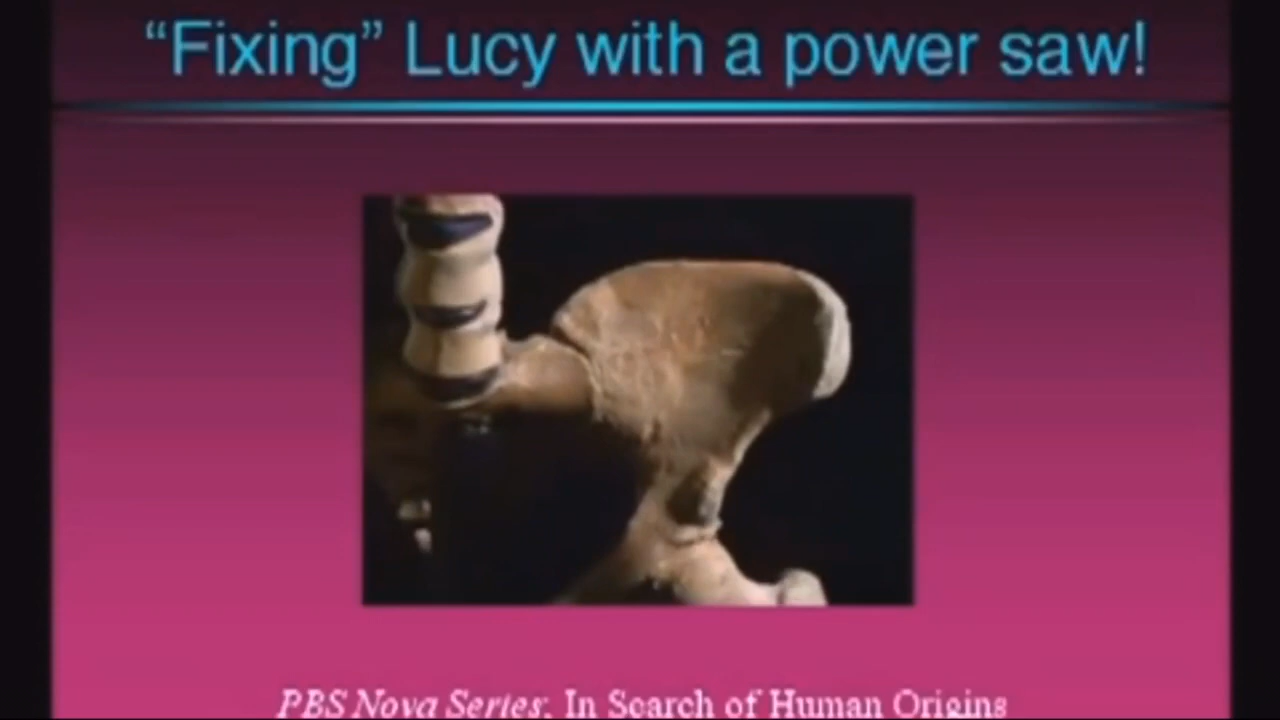 “Fixing” Lucy with a power saw!
PBS Nova Series, In Search of Human Origins